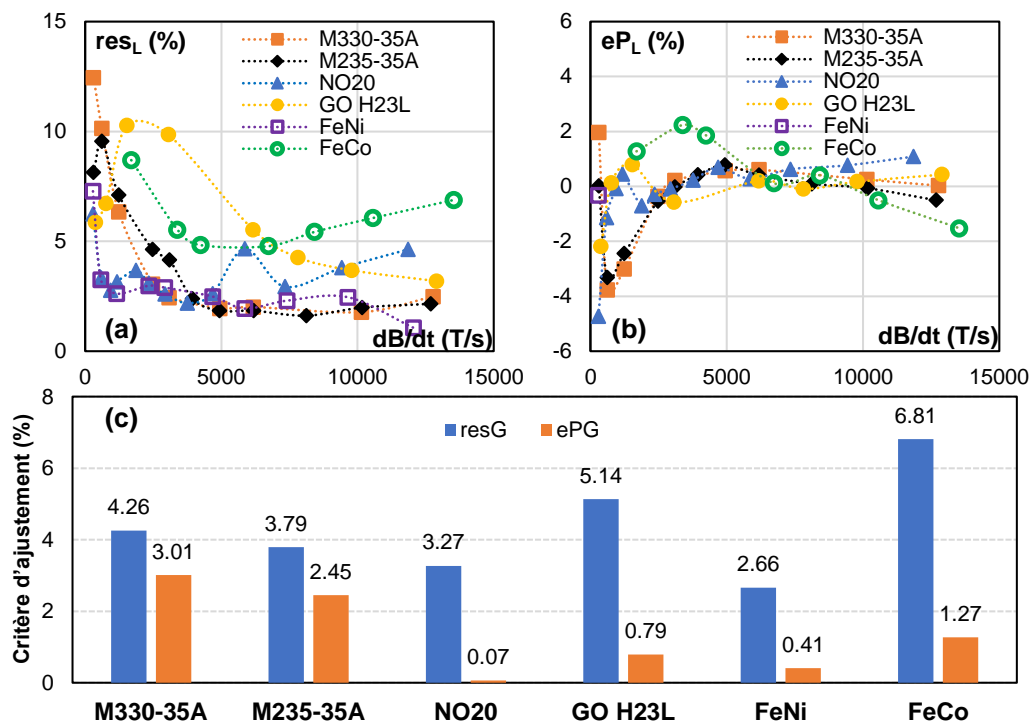 15
10
5
0
res_L (%)
M330-35A
M235-35A
NO20
GO H23L
FeNi
FeCo
(a)
dB/dt (T/s)
0 5000 10000 15000
6
4
2
0
-2
-4
-6
eP_L (%)
M330-35A
M235-35A
NO20
GO H23L
FeNi
FeCo
(b)
dB/dt (T/s)
0 5000 10000 15000
Critère d'ajustement (%)
8
6
4
2
0
(c)
resG ePG
4.26
3.01
3.79
2.45
3.27
0.07
5.14
0.79
2.66
0.41
6.81
1.27
M330-35A M235-35A NO20 GO H23L FeNi FeCo